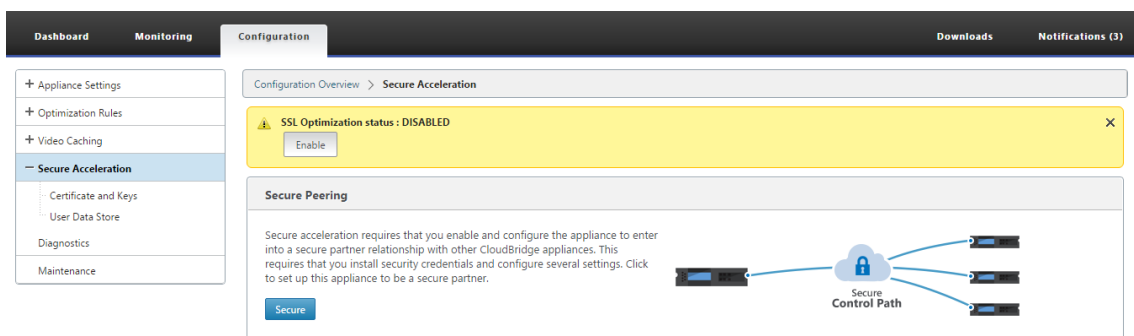 Dashboard Monitoring Configuration Downloads Notifications (3)
+ Appliance Settings
+ Optimization Rules
+ Video Caching
− Secure Acceleration
Certificate and Keys
User Data Store
Diagnostics
Maintenance
Configuration Overview > Secure Acceleration
SSL Optimization status : DISABLED
Enable
Secure Peering
Secure acceleration requires that you enable and configure the appliance to enter
into a secure partner relationship with other CloudBridge appliances. This
requires that you install security credentials and configure several settings. Click
to set up this appliance to be a secure partner.
Secure
Secure
Control Path